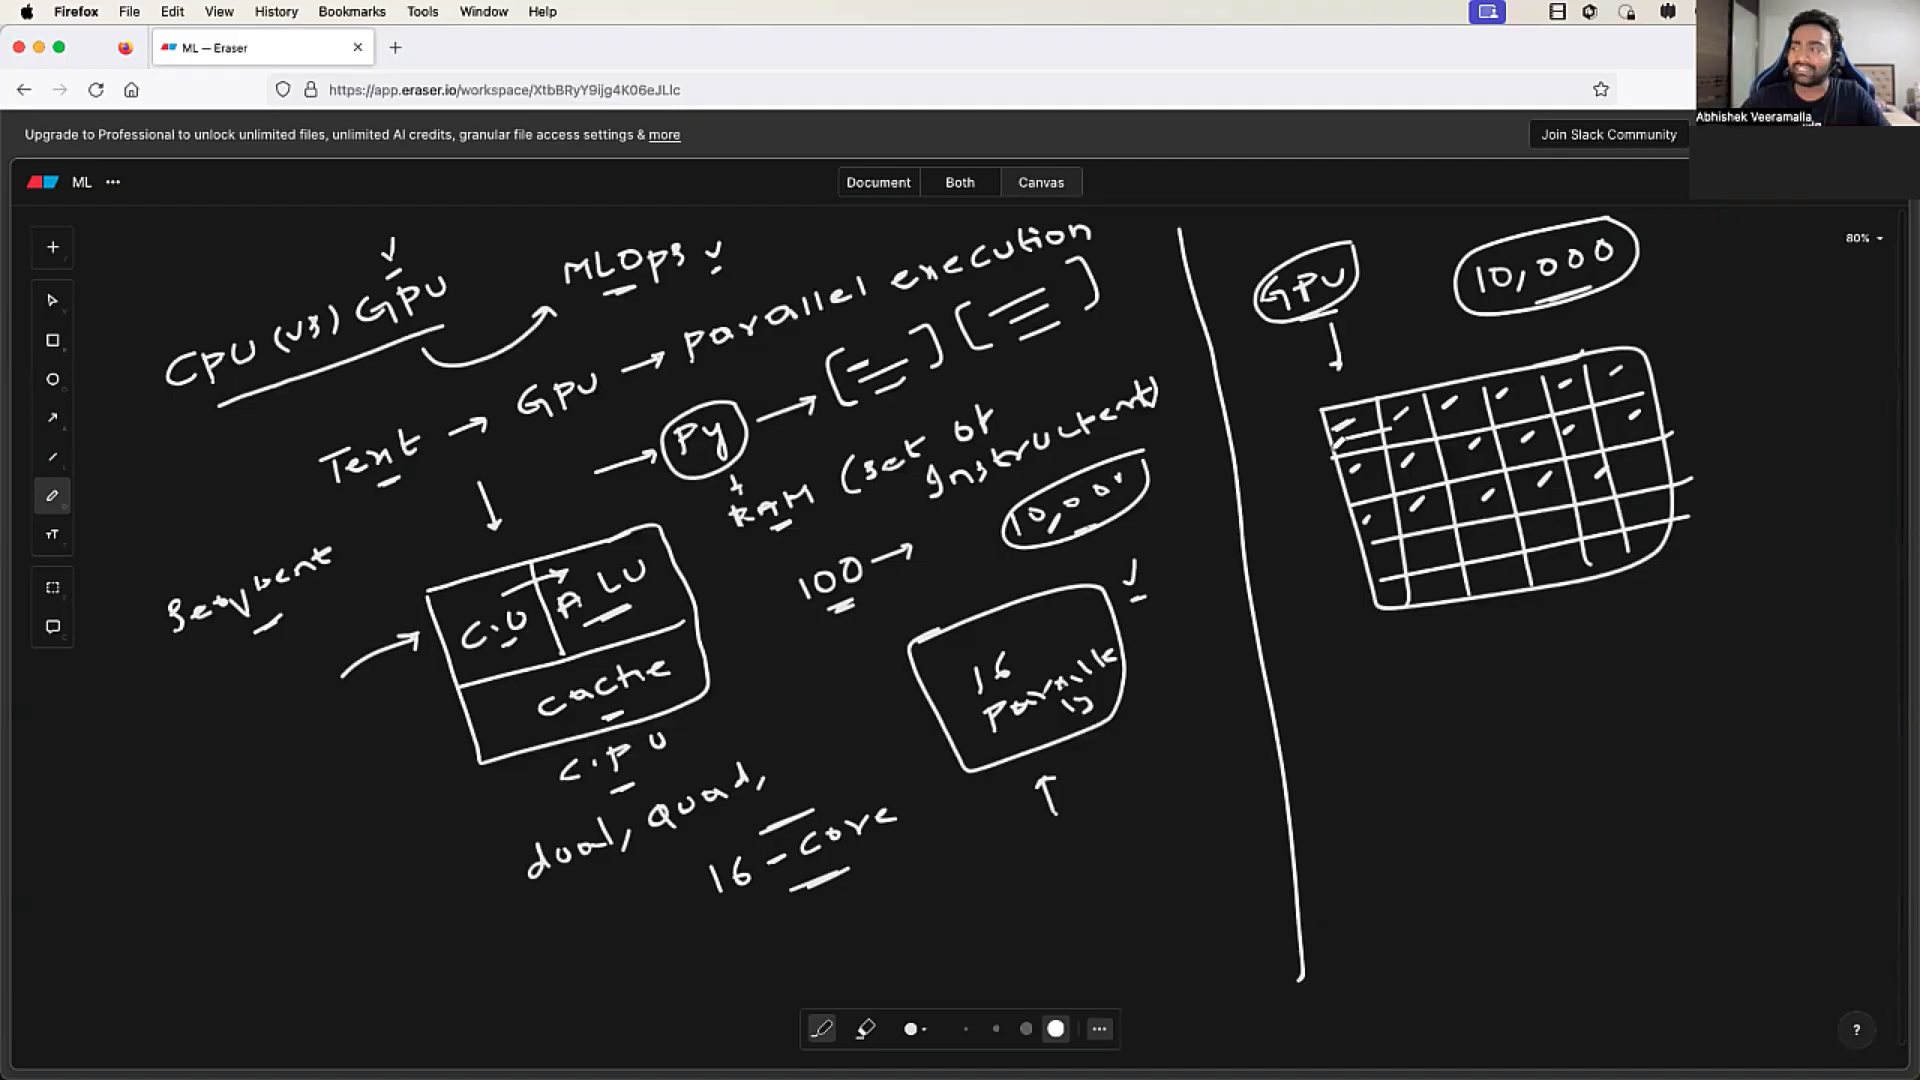 Firefox File Edit View History Bookmarks Tools Window Help
ML — Eraser
https://app.eraser.io/workspace/XtbBRyY9ijg4K06eJLlc
Abhishek Veeramalla
Upgrade to Professional to unlock unlimited files, unlimited AI credits, granular file access settings & more
Join Slack Community
ML
Document Both Canvas
80%
CPU (vs) GPU
MLOps
Text → GPU → parallel execution
Py
RAM (set of
100 → 10,000
C.U ALU
cache
C.P.U
dual, quad,
16 - core
16
GPU 10,000
?